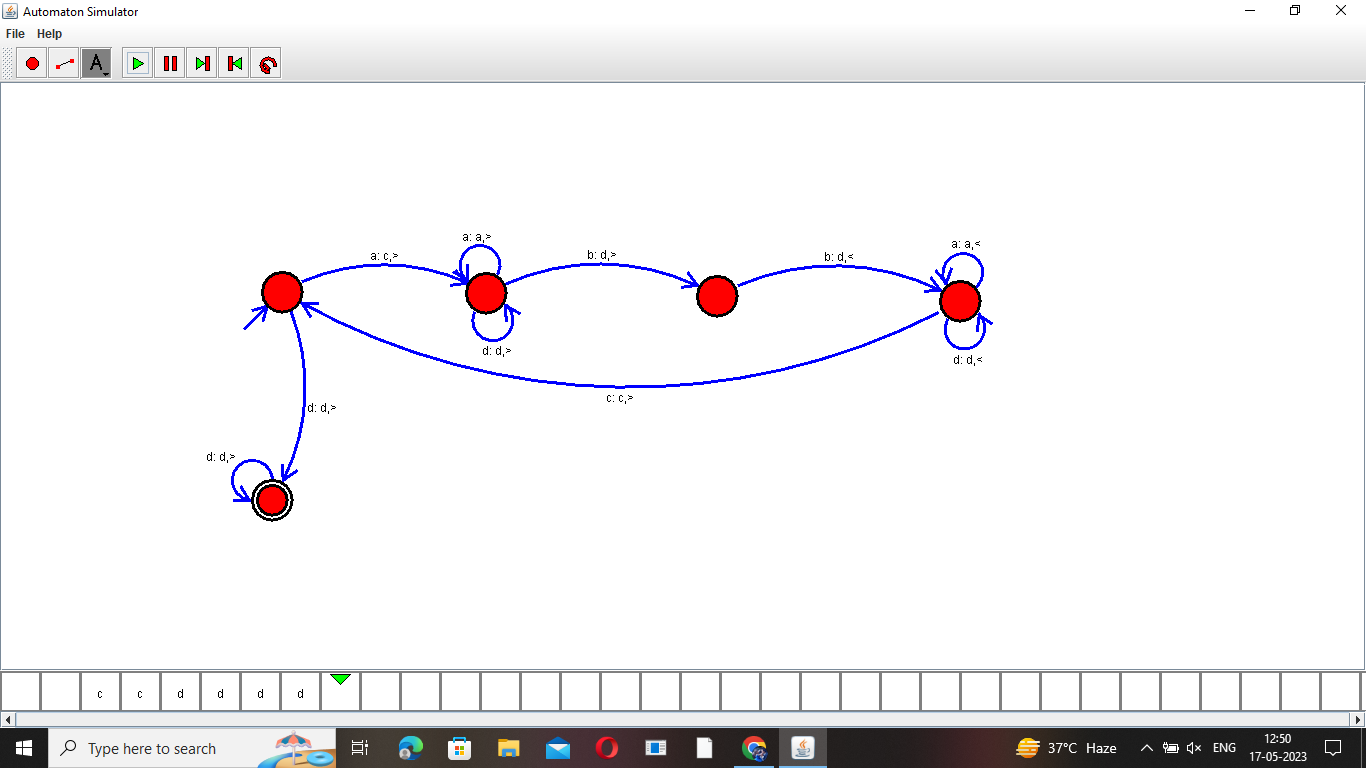 Automaton Simulator
File Help
A
a: a,>
a: a,<
a: c,>
b: d,>
b: d,<
d: d,>
d: d,<
c: c,>
d: d,>
d: d,>
c c d d d d
Type here to search
37°C Haze
ENG
12:50
17-05-2023